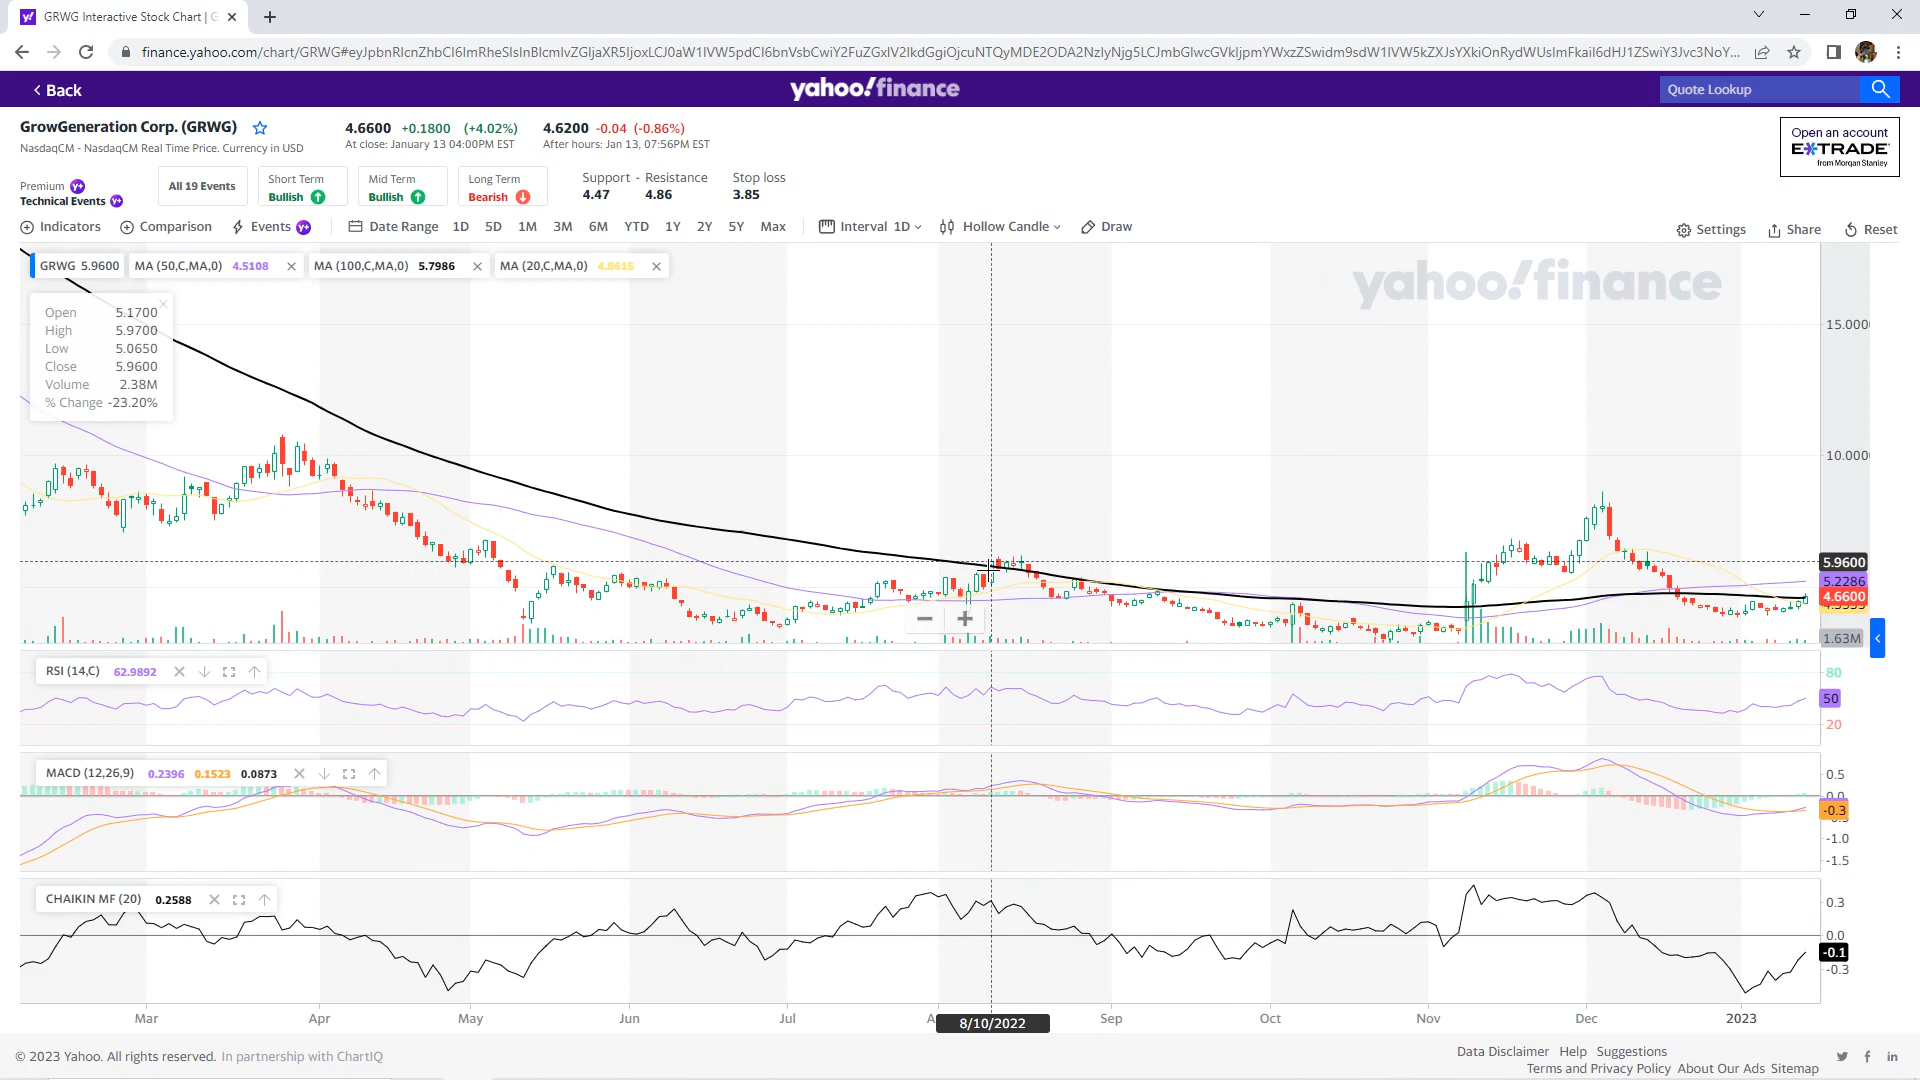 GRWG Interactive Stock Chart | G
finance.yahoo.com/chart/GRWG#eyJpbnRlcnZhbCI6ImRheSIsInBlcmlvZGljaXR5IjoxLCJ0aW1lVW5pdCI6bnVsbCwiY2FuZGxlV2lkdGgiOjcuNTQyMDE2ODA2NzIyNjg5LCJmbGlwcGVkIjpmYWxzZSwidm9sdW1lVW5kZXJsYXkiOnRydWUsImFkaiI6dHJ1ZSwiY3Jvc3NoY...
Back
yahoo!finance
Quote Lookup
GrowGeneration Corp. (GRWG) 4.6600 +0.1800 (+4.02%) 4.6200 -0.04 (-0.86%)
NasdaqCM - NasdaqCM Real Time Price. Currency in USD At close: January 13 04:00PM EST After hours: Jan 13, 07:56PM EST
Open an account
E*TRADE
from Morgan Stanley
Premium Y+
Technical Events Y+
All 19 Events
Short Term
Bullish
Mid Term
Bullish
Long Term
Bearish
Support - Resistance
4.47 4.86
Stop loss
3.85
Indicators Comparison Events Y+ Date Range 1D 5D 1M 3M 6M YTD 1Y 2Y 5Y Max Interval 1D Hollow Candle Draw Settings Share Reset
GRWG 5.9600 MA (50,C,MA,0) 4.5108 MA (100,C,MA,0) 5.7986 MA (20,C,MA,0) 4.8615
yahoo!finance
Open 5.1700
High 5.9700
Low 5.0650
Close 5.9600
Volume 2.38M
% Change -23.20%
15.000
10.000
5.9600
5.2286
4.6600
1.63M
RSI (14,C) 62.9892
80
50
20
MACD (12,26,9) 0.2396 0.1523 0.0873
0.5
0.0
-0.3
-1.0
-1.5
CHAIKIN MF (20) 0.2588
0.3
0.0
-0.1
-0.3
Mar Apr May Jun Jul A 8/10/2022 Sep Oct Nov Dec 2023
© 2023 Yahoo. All rights reserved. In partnership with ChartIQ
Data Disclaimer Help Suggestions
Terms and Privacy Policy About Our Ads Sitemap